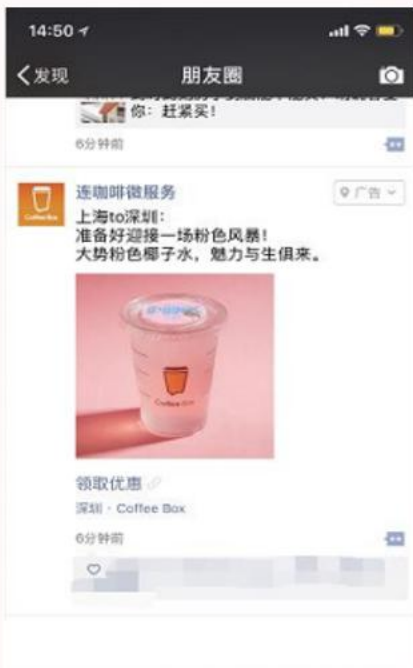 14:50
发现
朋友圈
你：赶紧买！
6分钟前
连咖啡微服务
广告
上海to深圳：
准备好迎接一场粉色风暴！
大势粉色椰子水，魅力与生俱来。
Coffee Box
Coffee Box
领取优惠
深圳 · Coffee Box
6分钟前